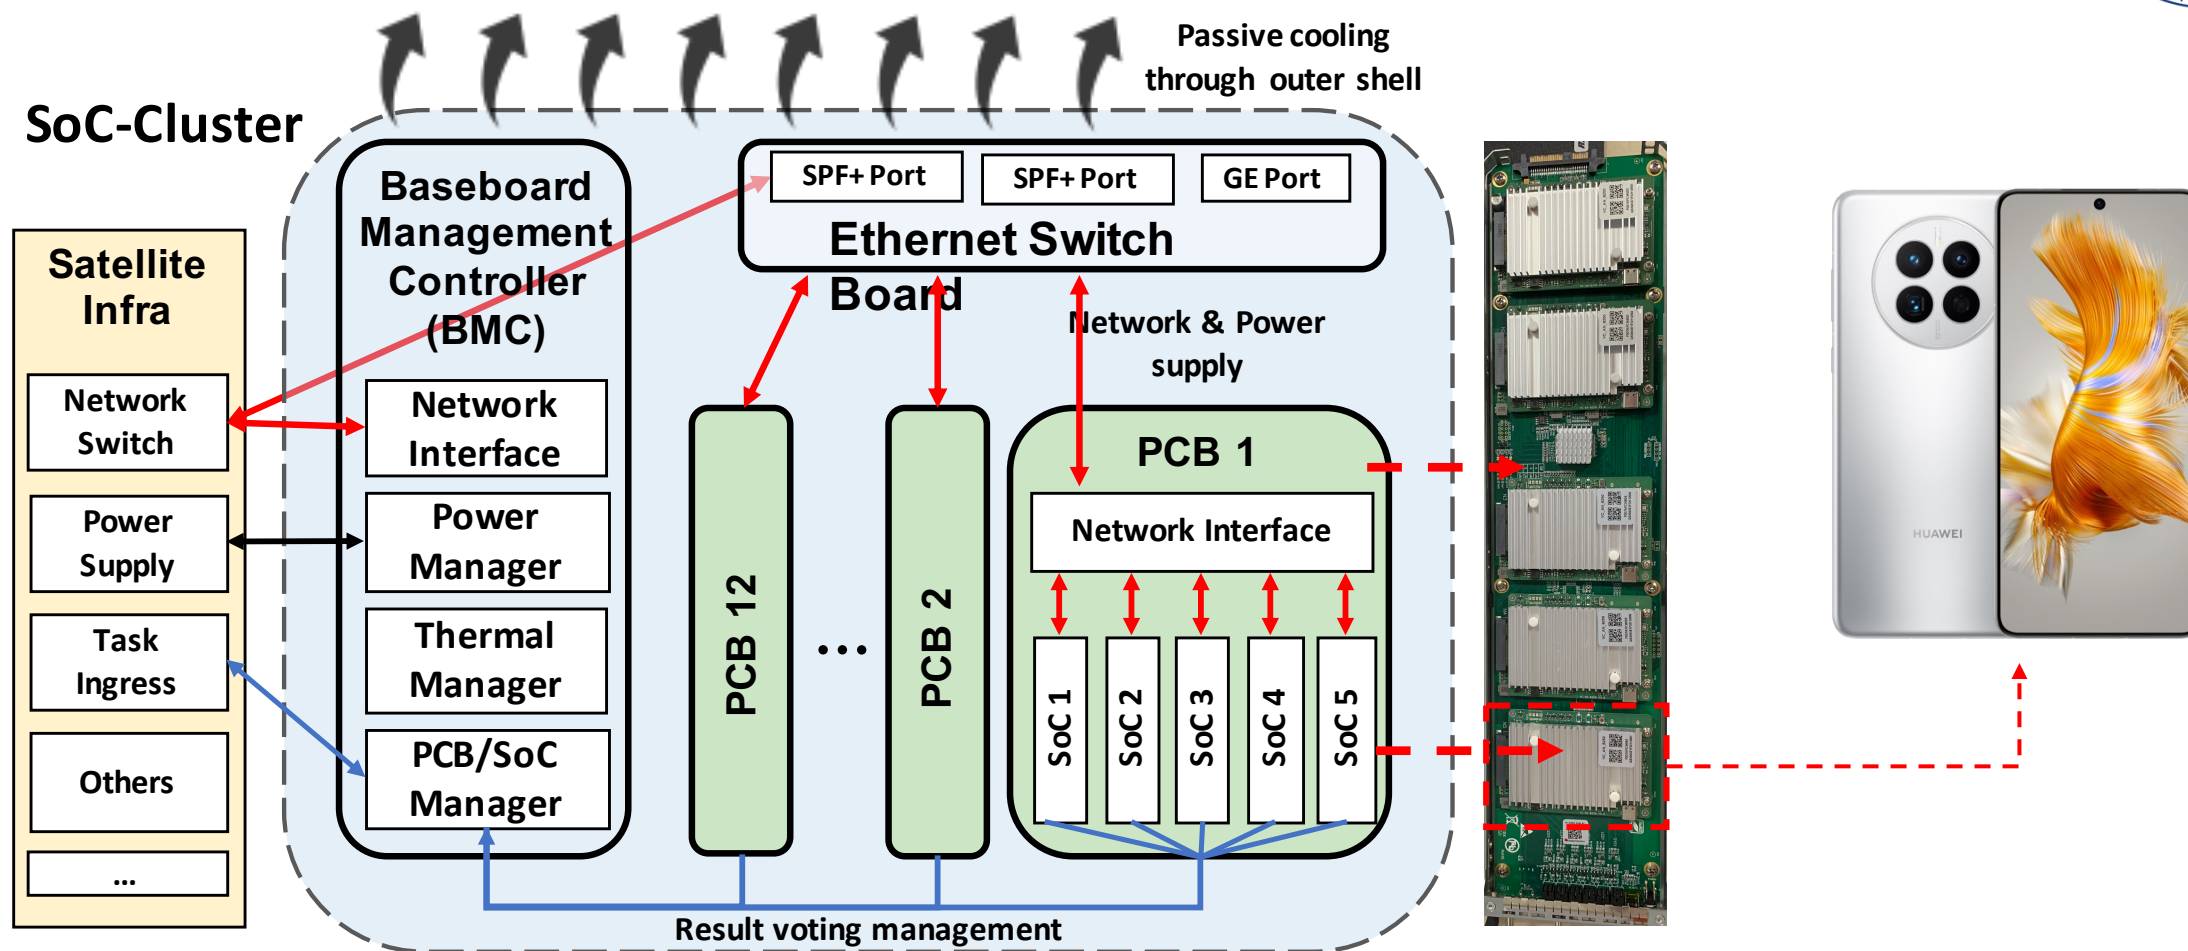 Passive cooling
through outer shell
SoC-Cluster
Satellite
Infra
Network
Switch
Power
Supply
Task
Ingress
Others
...
Baseboard
Management
Controller
(BMC)
Network
Interface
Power
Manager
Thermal
Manager
PCB/SoC
Manager
SPF+ Port
SPF+ Port
GE Port
Ethernet Switch
Board
Network & Power
supply
PCB 12
...
PCB 2
PCB 1
Network Interface
SoC 1
SoC 2
SoC 3
SoC 4
SoC 5
Result voting management
HUAWEI